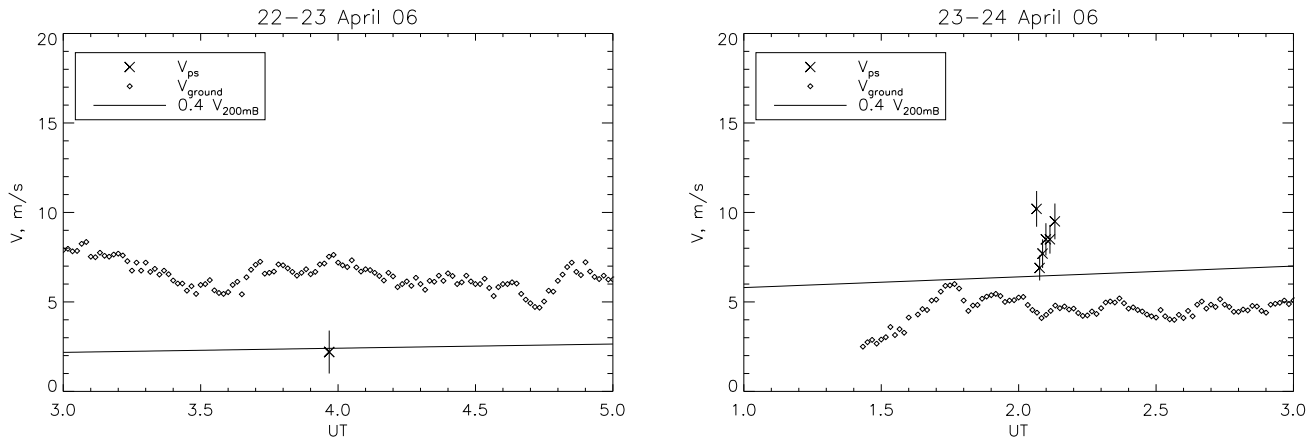 22-23 April 06
20
15
10
5
0
V, m/s
V_ps
V_ground
0.4 V_200mB
3.0 3.5 4.0 4.5 5.0
UT
23-24 April 06
20
15
10
5
0
V, m/s
V_ps
V_ground
0.4 V_200mB
1.0 1.5 2.0 2.5 3.0
UT